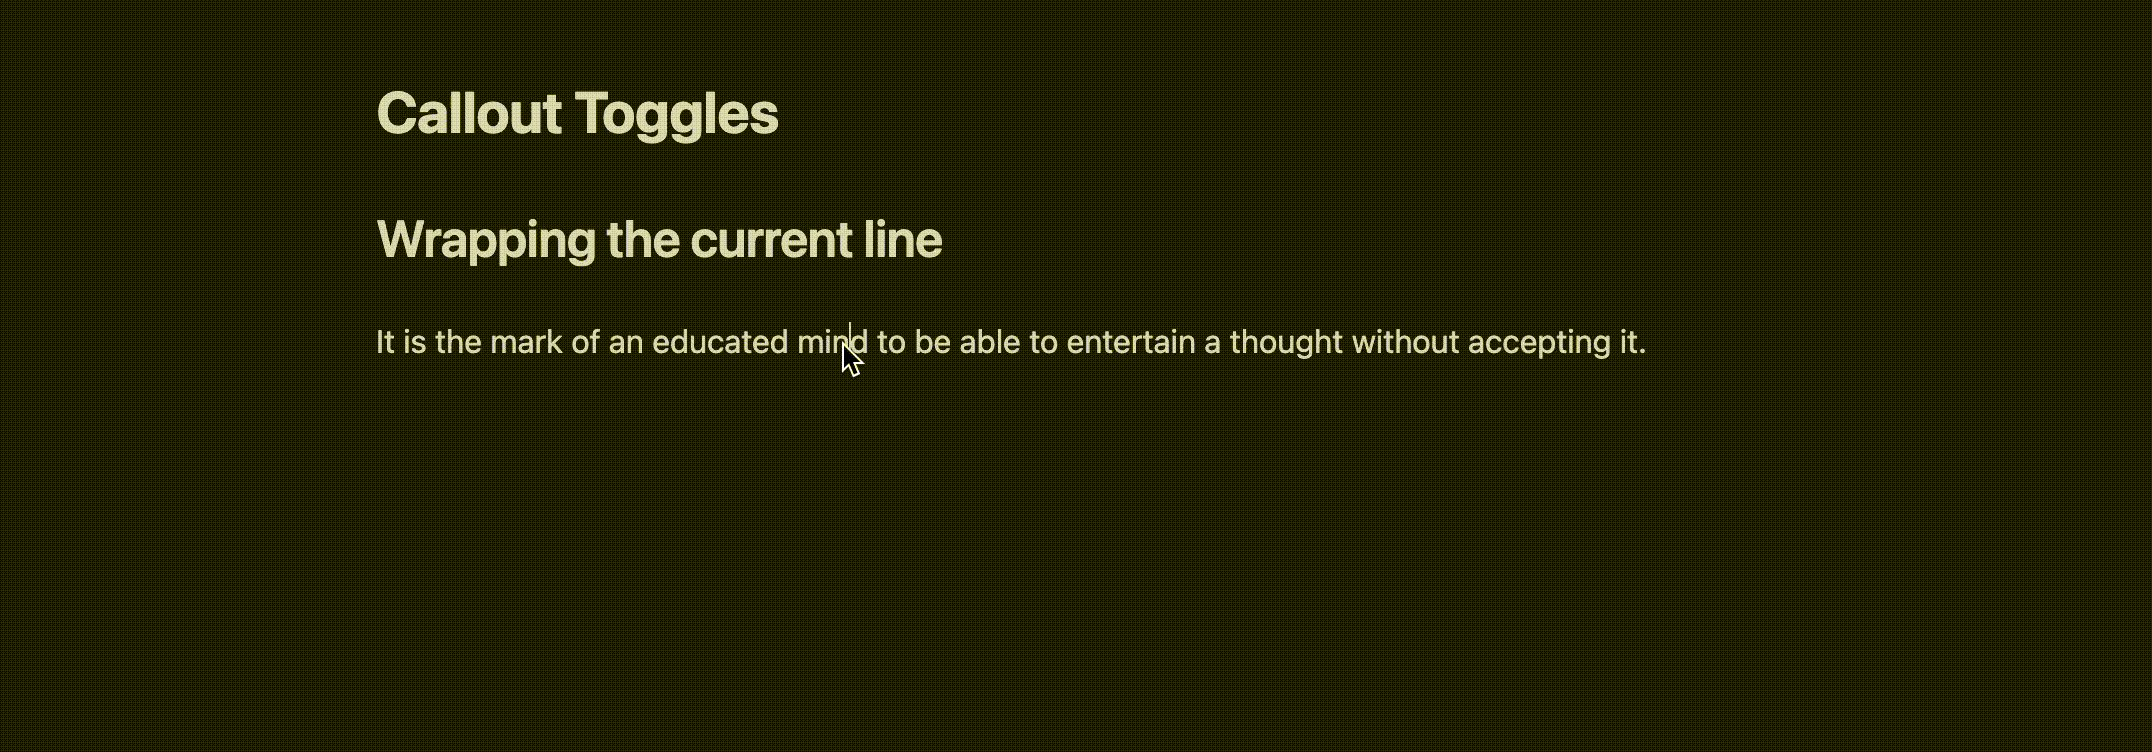 Callout Toggles
Wrapping the current line
It is the mark of an educated mind to be able to entertain a thought without accepting it.